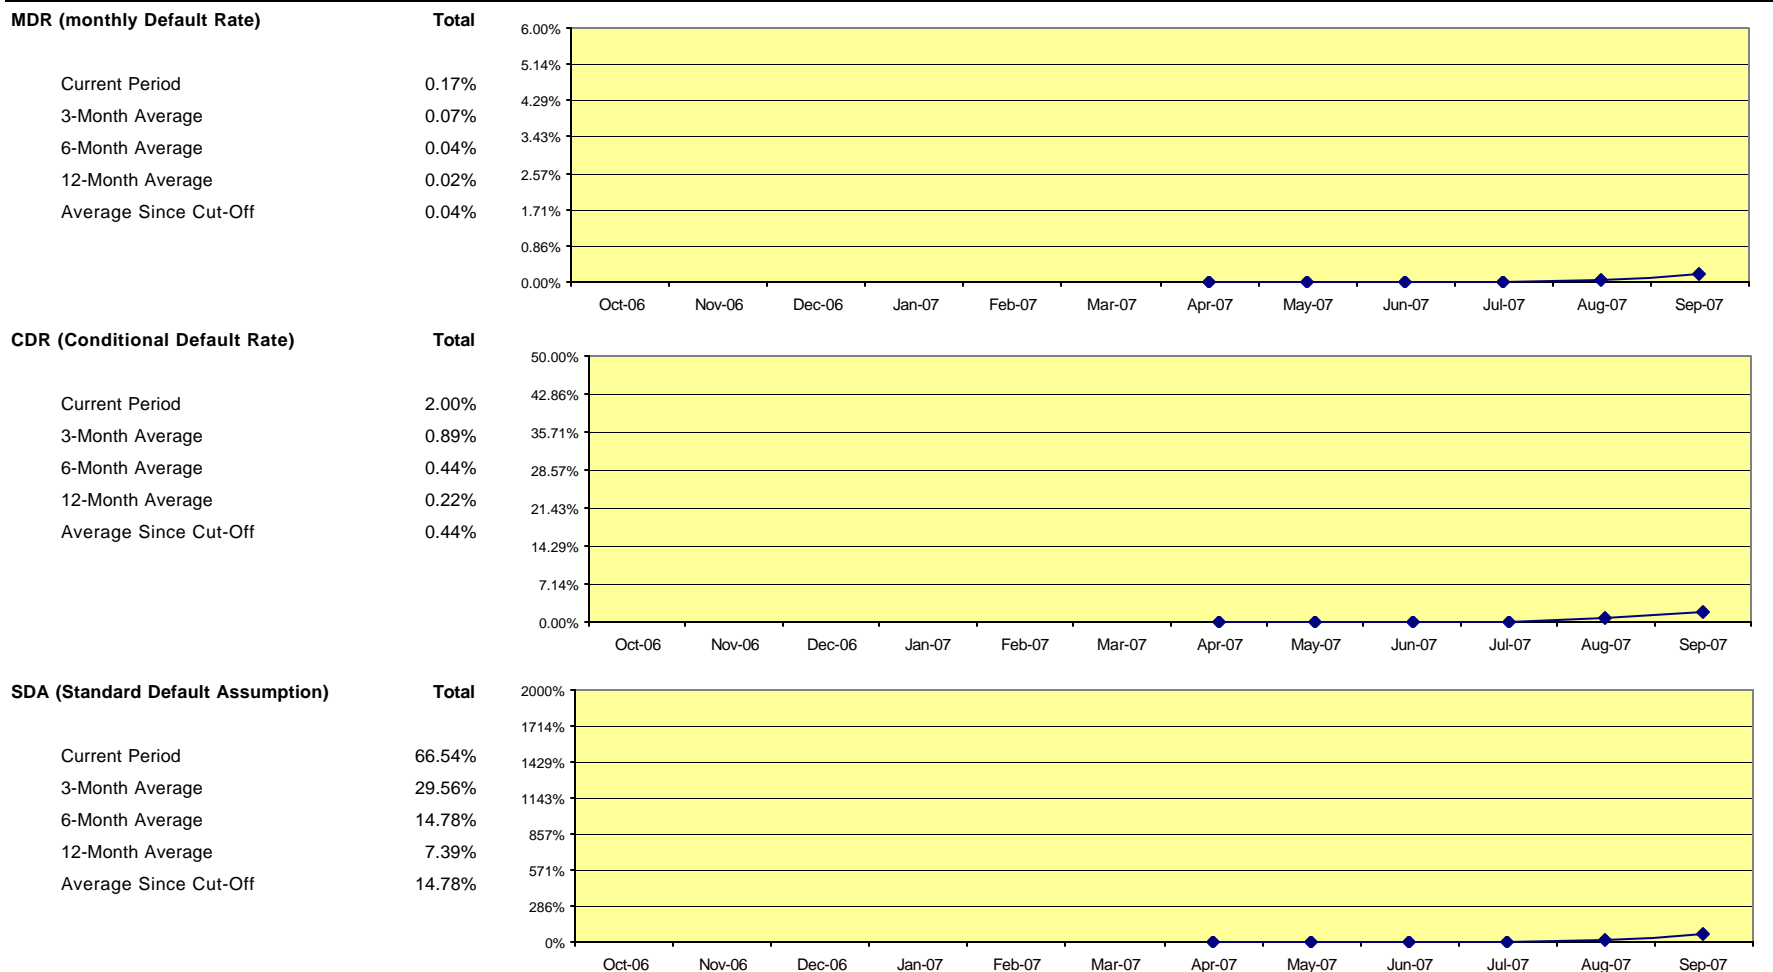 MDR (monthly Default Rate) Total
Current Period 0.17%
3-Month Average 0.07%
6-Month Average 0.04%
12-Month Average 0.02%
Average Since Cut-Off 0.04%
6.00%
5.14%
4.29%
3.43%
2.57%
1.71%
0.86%
0.00%
Oct-06 Nov-06 Dec-06 Jan-07 Feb-07 Mar-07 Apr-07 May-07 Jun-07 Jul-07 Aug-07 Sep-07
CDR (Conditional Default Rate) Total
Current Period 2.00%
3-Month Average 0.89%
6-Month Average 0.44%
12-Month Average 0.22%
Average Since Cut-Off 0.44%
50.00%
42.86%
35.71%
28.57%
21.43%
14.29%
7.14%
0.00%
Oct-06 Nov-06 Dec-06 Jan-07 Feb-07 Mar-07 Apr-07 May-07 Jun-07 Jul-07 Aug-07 Sep-07
SDA (Standard Default Assumption) Total
Current Period 66.54%
3-Month Average 29.56%
6-Month Average 14.78%
12-Month Average 7.39%
Average Since Cut-Off 14.78%
2000%
1714%
1429%
1143%
857%
571%
286%
0%
Oct-06 Nov-06 Dec-06 Jan-07 Feb-07 Mar-07 Apr-07 May-07 Jun-07 Jul-07 Aug-07 Sep-07